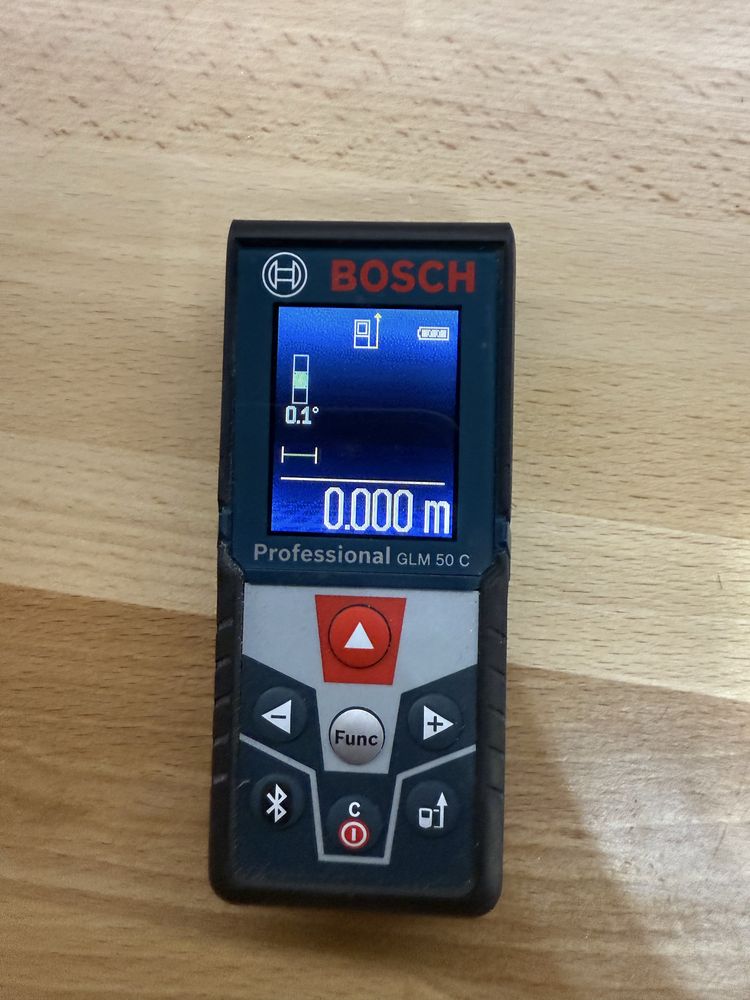 BOSCH
0.1°
0.000 m
Professional GLM 50 C
Func
C